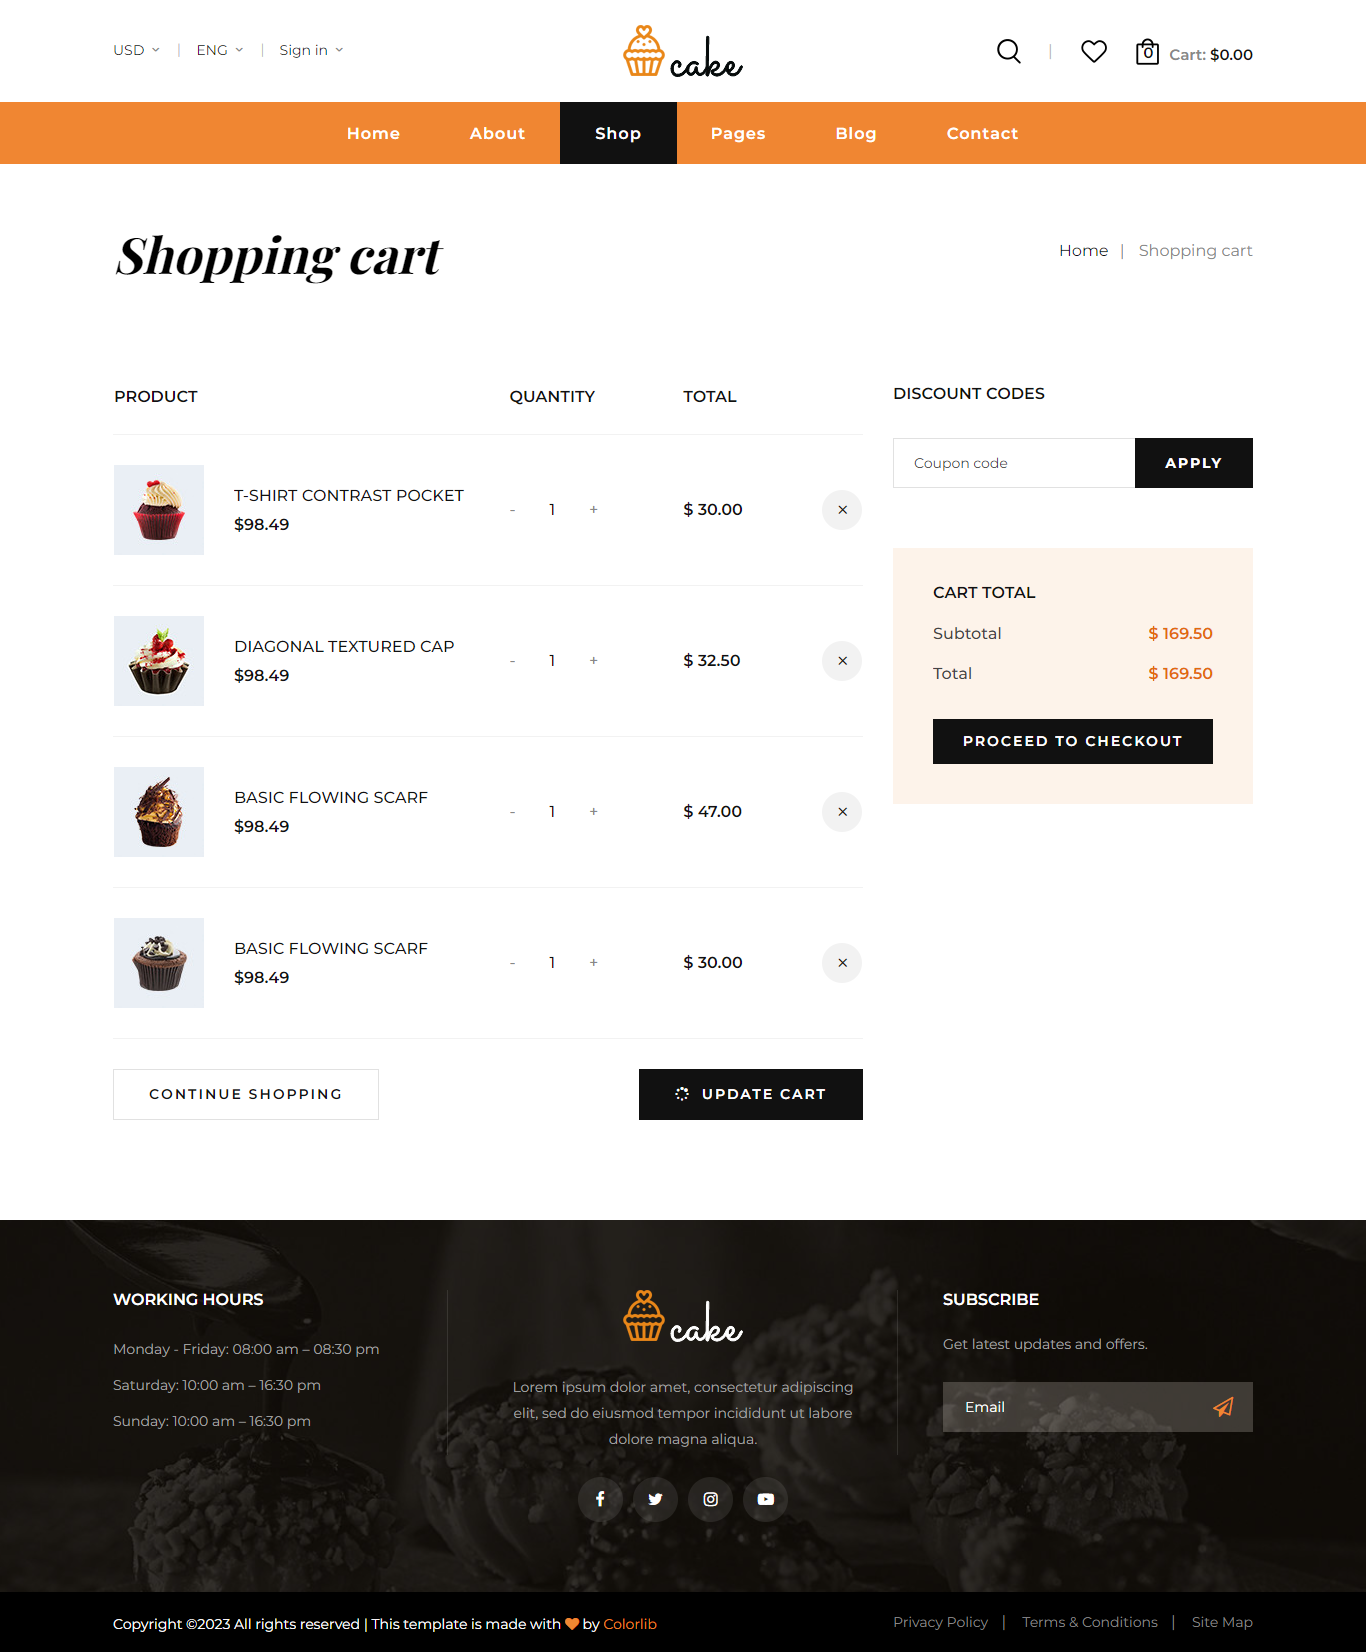 USD | ENG | Sign in
cake
|
0 Cart: $0.00
Home About Shop Pages Blog Contact
Shopping cart
Home | Shopping cart
PRODUCT QUANTITY TOTAL
T-SHIRT CONTRAST POCKET
$98.49
- 1 + $ 30.00 ×
DIAGONAL TEXTURED CAP
$98.49
- 1 + $ 32.50 ×
BASIC FLOWING SCARF
$98.49
- 1 + $ 47.00 ×
BASIC FLOWING SCARF
$98.49
- 1 + $ 30.00 ×
CONTINUE SHOPPING UPDATE CART
DISCOUNT CODES
Coupon code APPLY
CART TOTAL
Subtotal $ 169.50
Total $ 169.50
PROCEED TO CHECKOUT
WORKING HOURS
Monday - Friday: 08:00 am – 08:30 pm
Saturday: 10:00 am – 16:30 pm
Sunday: 10:00 am – 16:30 pm
cake
Lorem ipsum dolor amet, consectetur adipiscing
elit, sed do eiusmod tempor incididunt ut labore
dolore magna aliqua.
SUBSCRIBE
Get latest updates and offers.
Email
Copyright ©2023 All rights reserved | This template is made with ♥ by Colorlib
Privacy Policy | Terms & Conditions | Site Map